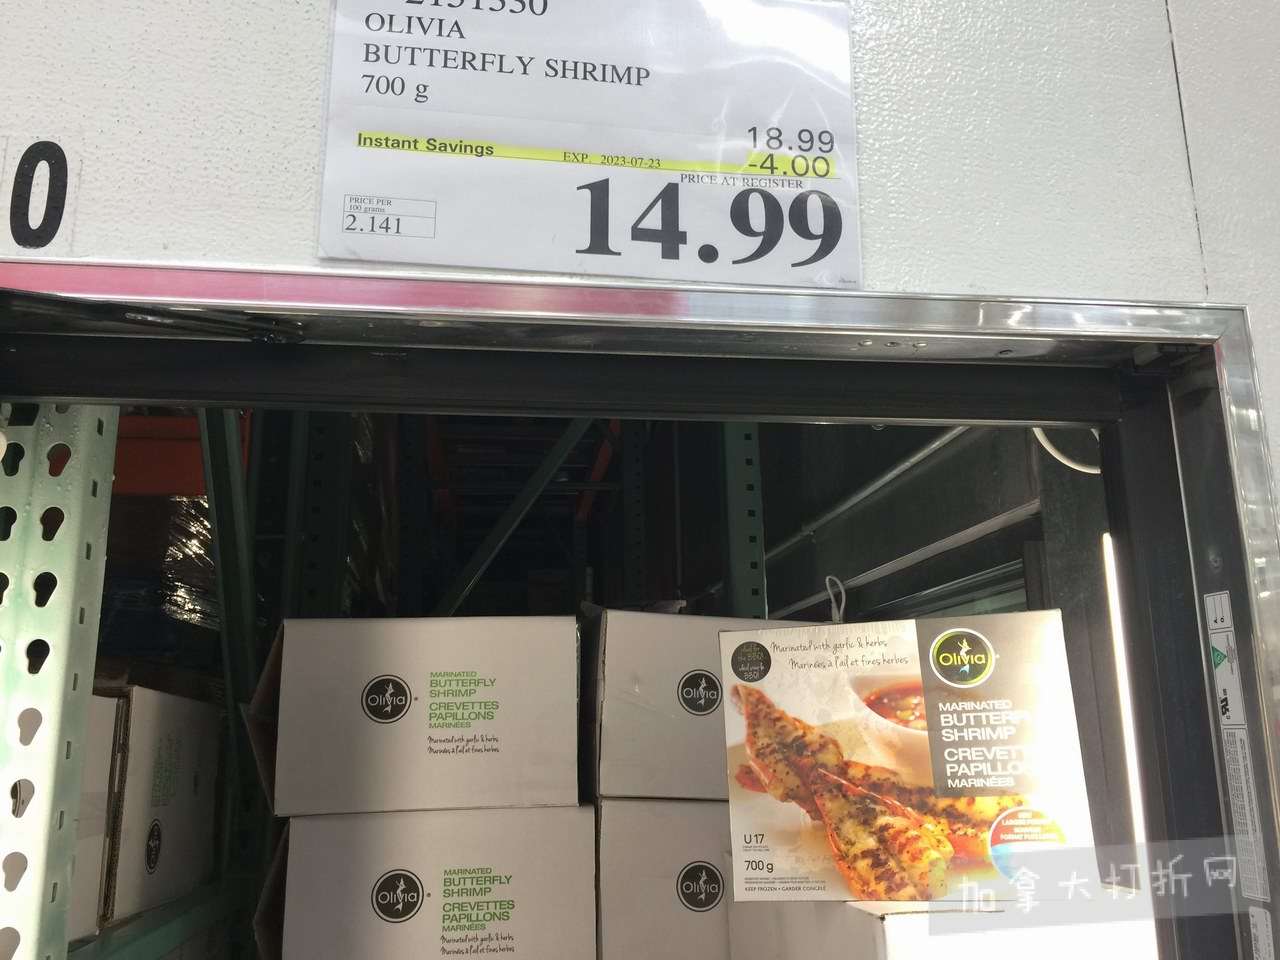 2151330
OLIVIA
BUTTERFLY SHRIMP
700 g
18.99
Instant Savings EXP. 2023-07-23 -4.00
PRICE AT REGISTER
PRICE PER
100 grams
2.141
14.99
0
Olivia
MARINATED
BUTTERFLY
SHRIMP
CREVETTES
PAPILLONS
MARINÉES
Marinated with garlic & herbs
Marinées à l'ail et fines herbes
Olivia
Marinated with garlic & herbs
Marinées à l'ail et fines herbes
Olivia
MARINATED
BUTTERF
SHRIMP
CREVET
PAPILLO
MARINÉES
U 17
700 g
KEEP FROZEN • GARDER CONGELÉ
Olivia
MARINATED
BUTTERFLY
SHRIMP
CREVETTES
PAPILLONS
MARINÉES
Marinated with garlic & herbs
Marinées à l'ail et fines herbes
Olivia
加拿大打折网